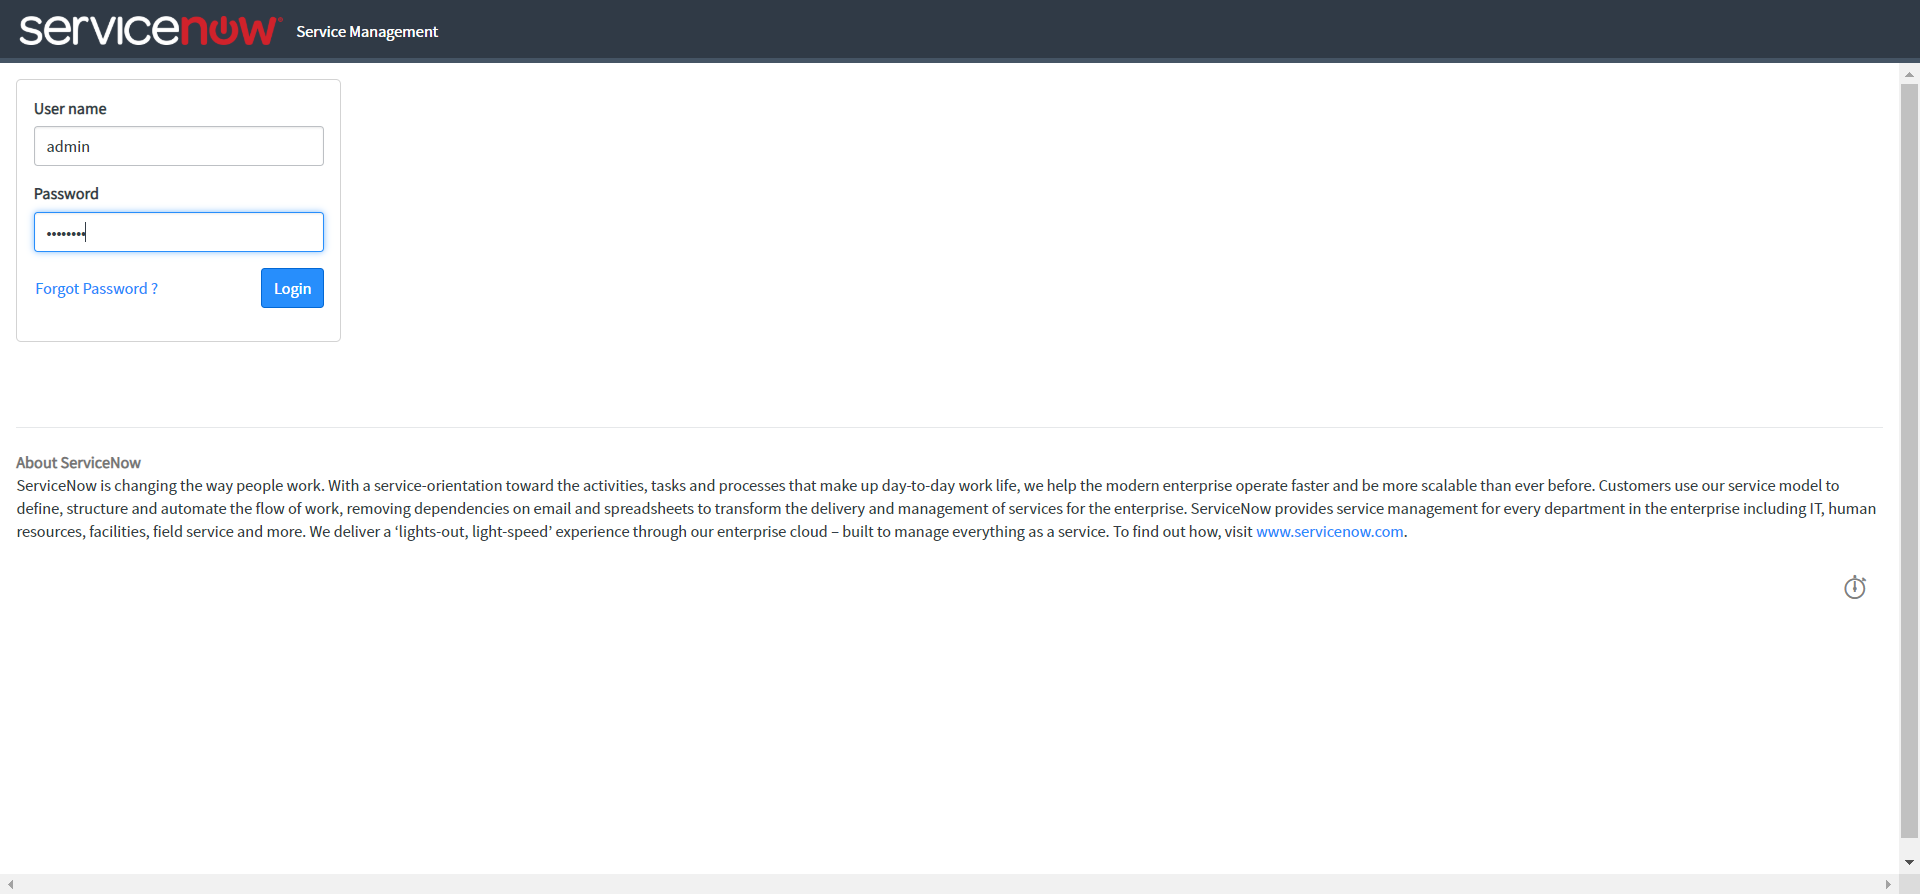 servicenow Service Management
User name
admin
Password
••••••••
Forgot Password ?
Login
About ServiceNow
ServiceNow is changing the way people work. With a service-orientation toward the activities, tasks and processes that make up day-to-day work life, we help the modern enterprise operate faster and be more scalable than ever before. Customers use our service model to
define, structure and automate the flow of work, removing dependencies on email and spreadsheets to transform the delivery and management of services for the enterprise. ServiceNow provides service management for every department in the enterprise including IT, human
resources, facilities, field service and more. We deliver a ‘lights-out, light-speed’ experience through our enterprise cloud – built to manage everything as a service. To find out how, visit www.servicenow.com.